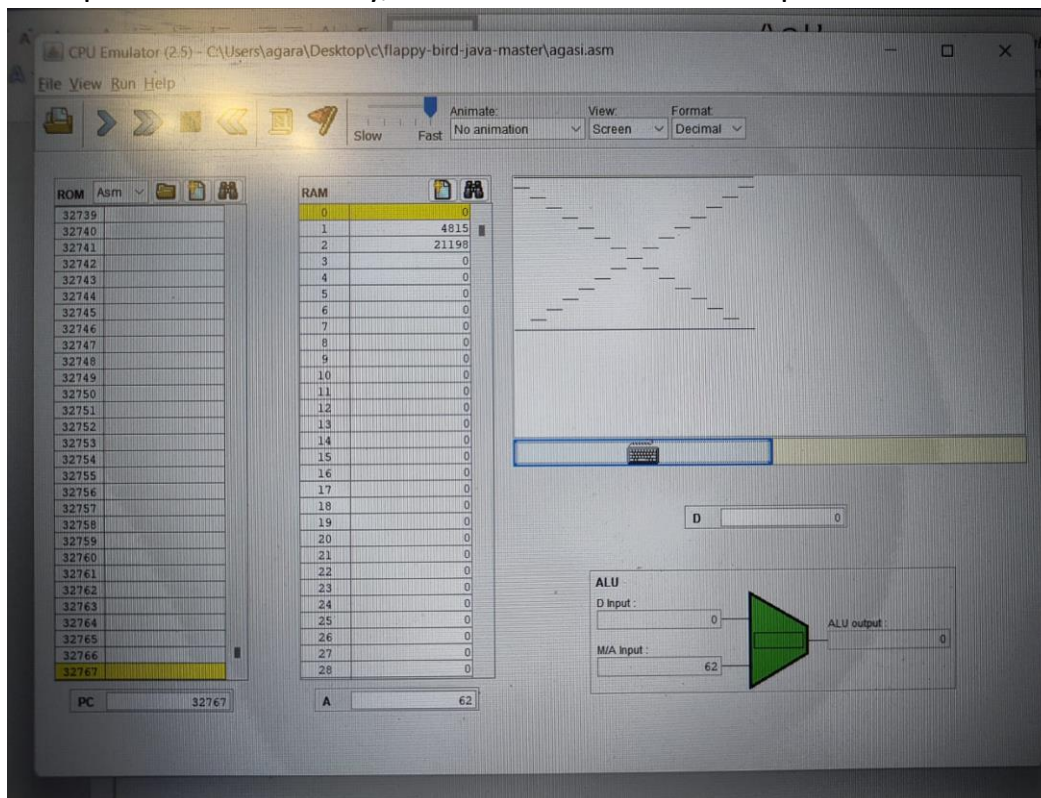 CPU Emulator (2.5) - C:\Users\agara\Desktop\c\flappy-bird-java-master\agasi.asm
File View Run Help
Animate: View: Format:
Slow Fast No animation Screen Decimal
ROM Asm RAM
32739 0 0
32740 1 4815
32741 2 21198
32742 3 0
32743 4 0
32744 5 0
32745 6 0
32746 7 0
32747 8 0
32748 9 0
32749 10 0
32750 11 0
32751 12 0
32752 13 0
32753 14 0
32754 15 0
32755 16 0
32756 17 0
32757 18 0
32758 19 0
32759 20 0
32760 21 0
32761 22 0
32762 23 0
32763 24 0
32764 25 0
32765 26 0
32766 27 0
32767 28 0
D 0
ALU
D Input :
0
M/A Input :
62
ALU output :
0
PC 32767 A 62